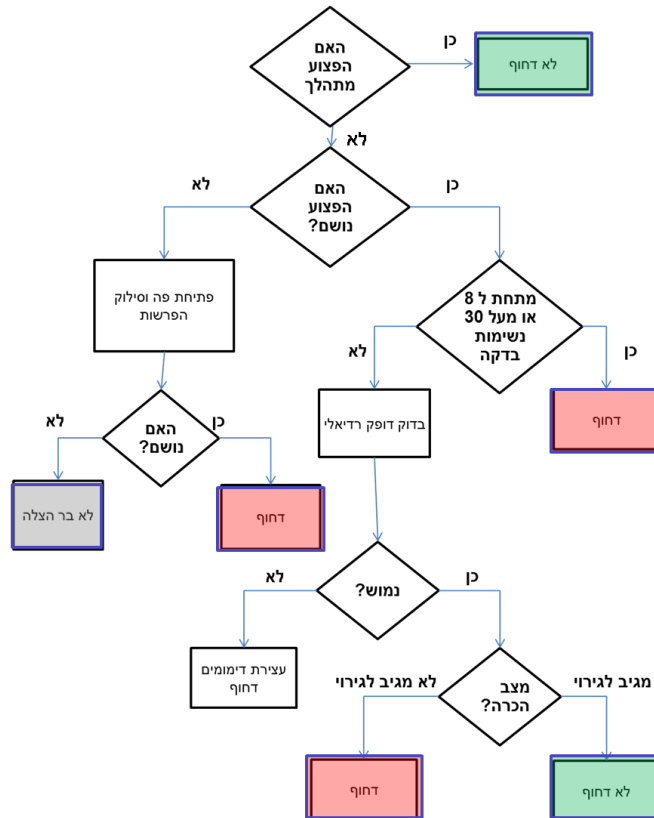 האם
הפצוע
מתהלך
כן
לא דחוף
לא
האם
הפצוע
נושם?
לא
כן
פתיחת פה וסילוק
הפרשות
מתחת ל 8
או מעל 30
נשימות
בדקה
לא
כן
האם
נושם?
לא
כן
בדוק דופק רדיאלי
דחוף
לא בר הצלה
דחוף
נמוש?
לא
כן
עצירת דימומים
דחוף
מצב
הכרה?
לא מגיב לגירוי
מגיב לגירוי
דחוף
לא דחוף